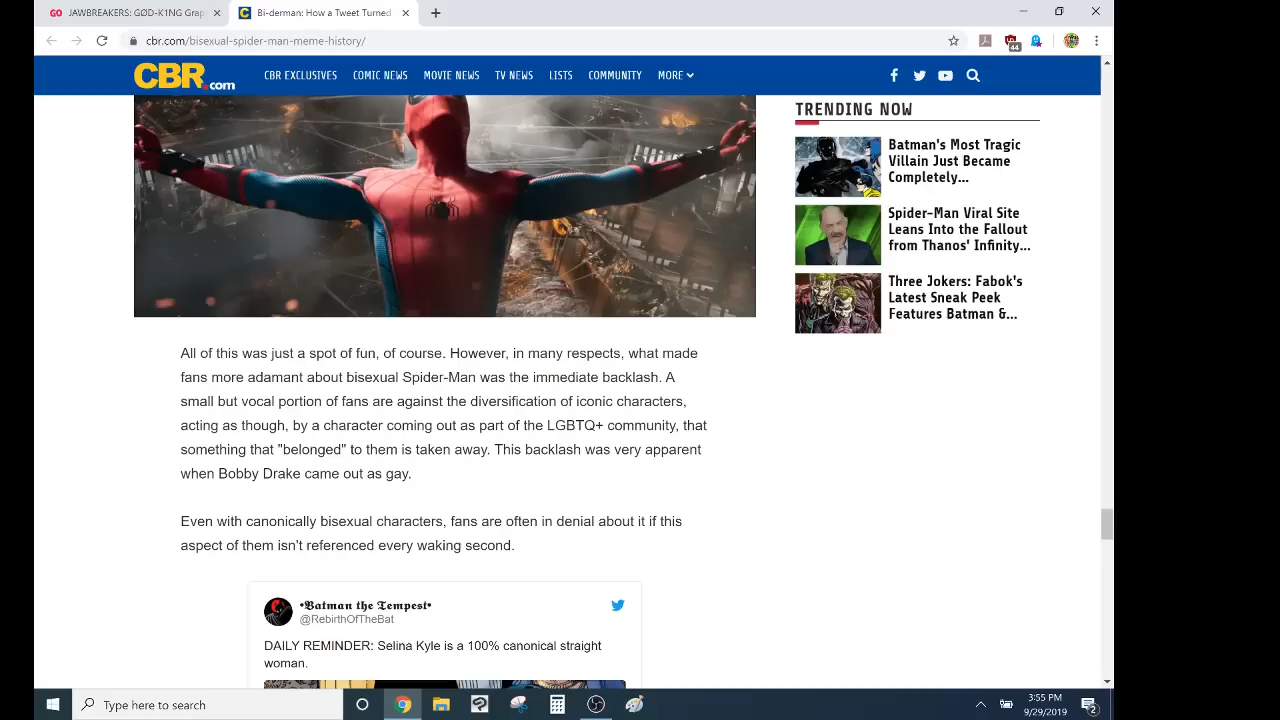 GO JAWBREAKERS: GØD-K1NG Grap
Bi-derman: How a Tweet Turned
cbr.com/bisexual-spider-man-meme-history/
44
CBR.com
CBR EXCLUSIVES COMIC NEWS MOVIE NEWS TV NEWS LISTS COMMUNITY MORE
TRENDING NOW
Batman's Most Tragic
Villain Just Became
Completely...
Spider-Man Viral Site
Leans Into the Fallout
from Thanos' Infinity...
Three Jokers: Fabok's
Latest Sneak Peek
Features Batman &...
All of this was just a spot of fun, of course. However, in many respects, what made
fans more adamant about bisexual Spider-Man was the immediate backlash. A
small but vocal portion of fans are against the diversification of iconic characters,
acting as though, by a character coming out as part of the LGBTQ+ community, that
something that "belonged" to them is taken away. This backlash was very apparent
when Bobby Drake came out as gay.
Even with canonically bisexual characters, fans are often in denial about it if this
aspect of them isn't referenced every waking second.
•𝕭𝖆𝖙𝖒𝖆𝖓 𝖙𝖍𝖊 𝕿𝖊𝖒𝖕𝖊𝖘𝖙•
@RebirthOfTheBat
DAILY REMINDER: Selina Kyle is a 100% canonical straight
woman.
Type here to search
3:55 PM
9/29/2019
2